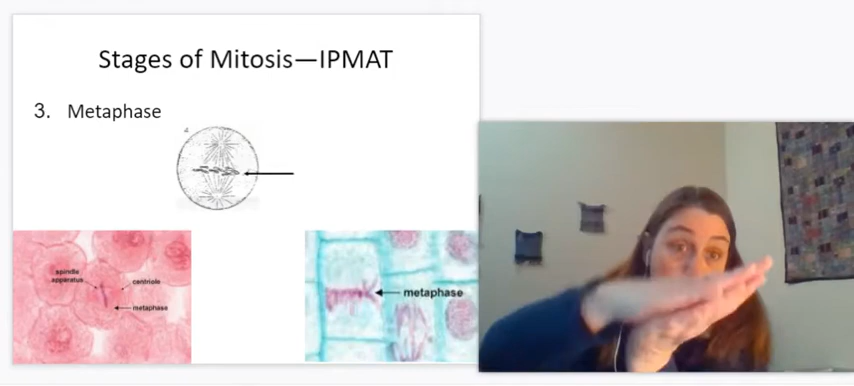 Stages of Mitosis—IPMAT
3. Metaphase
spindle
apparatus
centriole
metaphase
metaphase